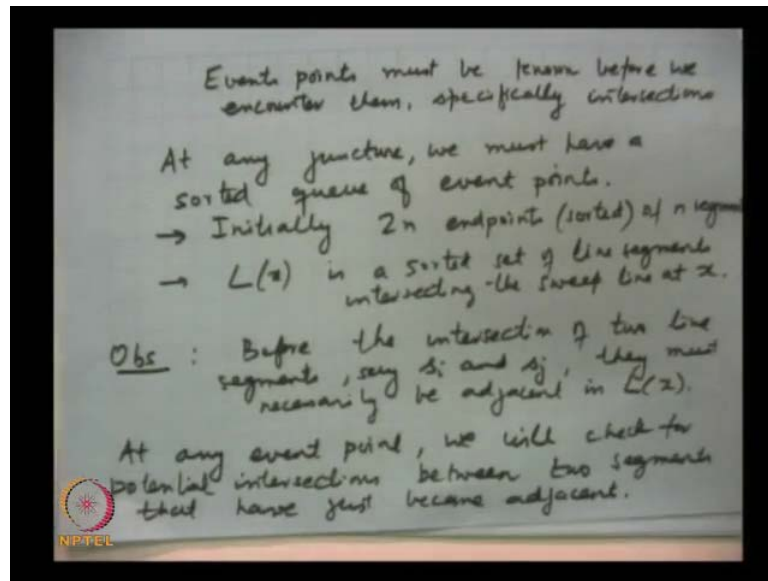 Events points must be known before we
encounter them, specifically intersections
At any juncture, we must have a
sorted queue of event points.
→ Initially 2n endpoints (sorted) of n segment
→ L(x) is a sorted set of line segments
intersecting the sweep line at x.
Obs : Before the intersection of two line
segments, say si and sj, they must
necessarily be adjacent in L(x).
At any event point, we will check for
potential intersections between two segments
that have just become adjacent.
NPTEL